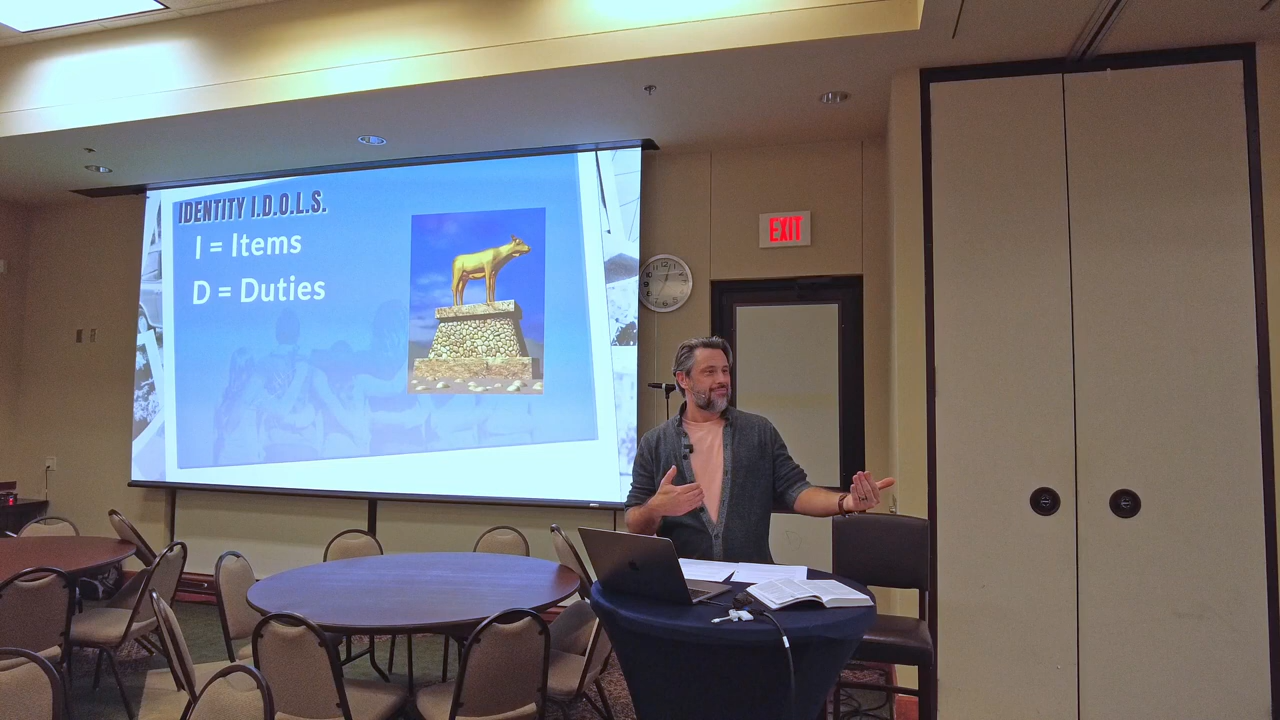 IDENTITY I.D.O.L.S.
I = Items
D = Duties
EXIT